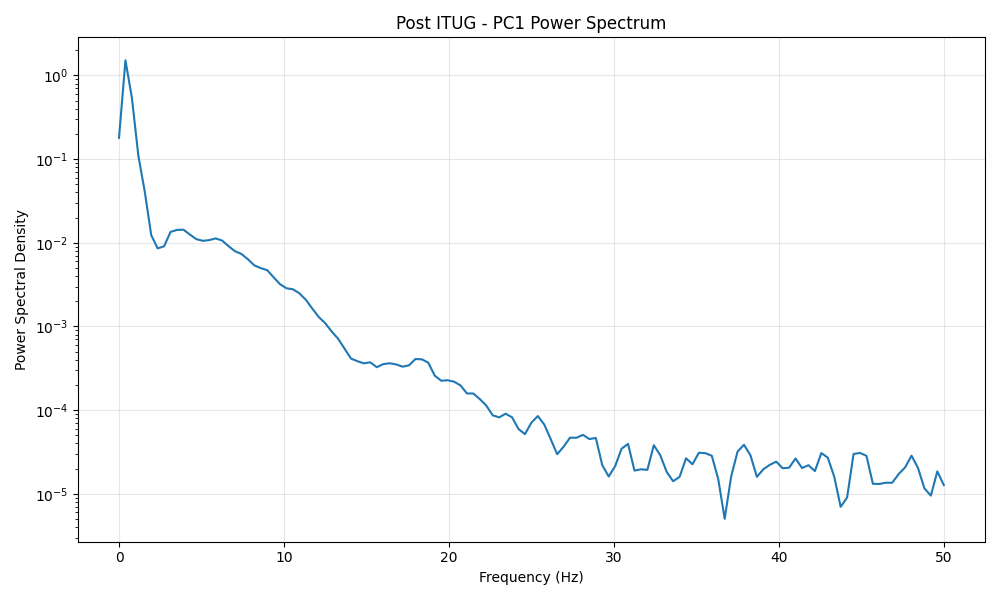 Post ITUG - PC1 Power Spectrum
Power Spectral Density
10⁰
10⁻¹
10⁻²
10⁻³
10⁻⁴
10⁻⁵
0 10 20 30 40 50
Frequency (Hz)